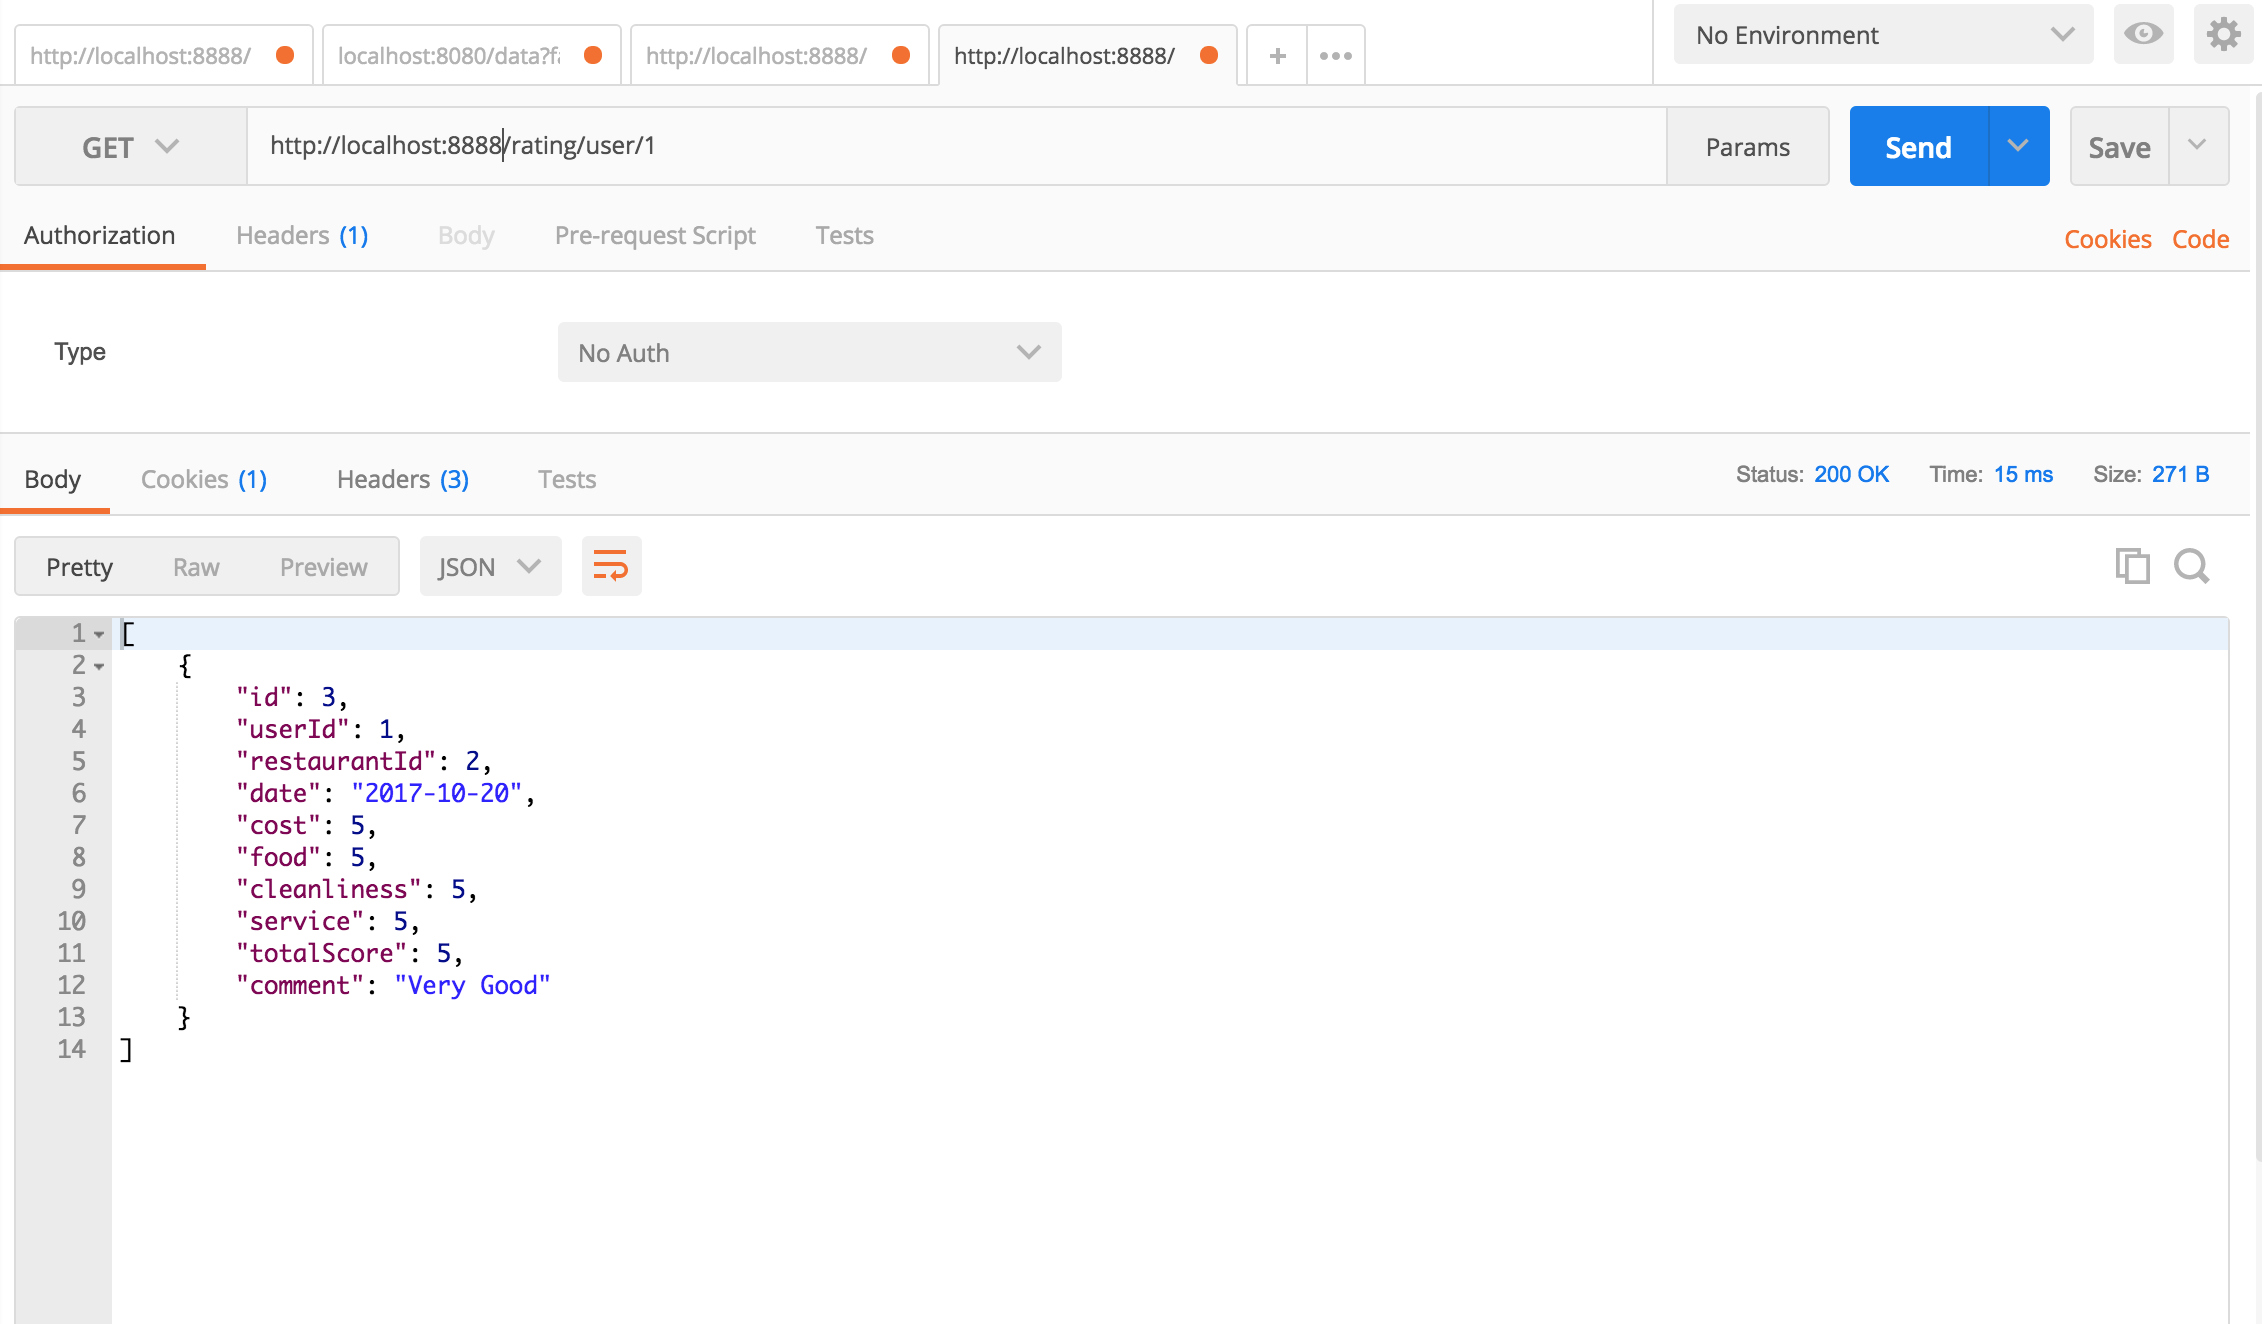 http://localhost:8888/ localhost:8080/data?fa http://localhost:8888/ http://localhost:8888/ + ••• No Environment
GET http://localhost:8888/rating/user/1 Params Send Save
Authorization Headers (1) Body Pre-request Script Tests Cookies Code
Type No Auth
Body Cookies (1) Headers (3) Tests Status: 200 OK Time: 15 ms Size: 271 B
Pretty Raw Preview JSON
1 [
2 {
3 "id": 3,
4 "userId": 1,
5 "restaurantId": 2,
6 "date": "2017-10-20",
7 "cost": 5,
8 "food": 5,
9 "cleanliness": 5,
10 "service": 5,
11 "totalScore": 5,
12 "comment": "Very Good"
13 }
14 ]